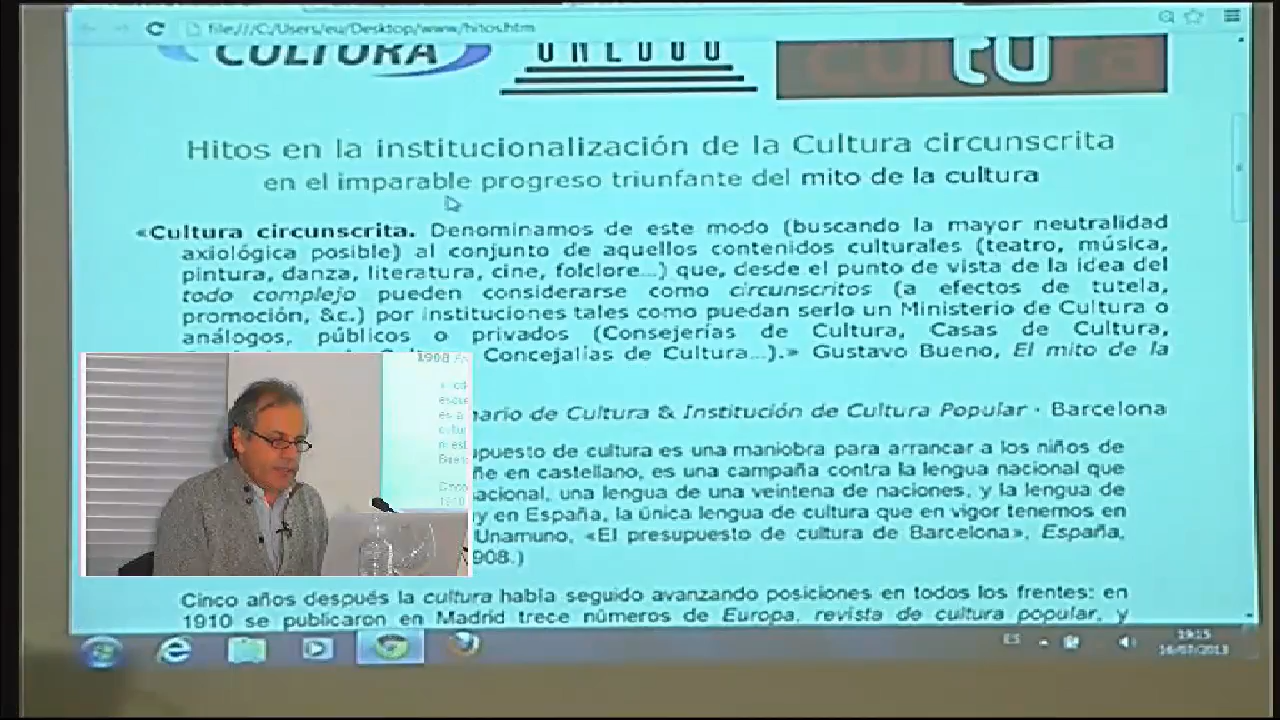 file:///C:/Users/eu/Desktop/www/hitos.htm
CULTURA
tu
Hitos en la institucionalización de la Cultura circunscrita
en el imparable progreso triunfante del mito de la cultura
«Cultura circunscrita. Denominamos de este modo (buscando la mayor neutralidad
axiológica posible) al conjunto de aquellos contenidos culturales (teatro, música,
pintura, danza, literatura, cine, folclore...) que, desde el punto de vista de la idea del
todo complejo pueden considerarse como circunscritos (a efectos de tutela,
promoción, &c.) por instituciones tales como puedan serlo un Ministerio de Cultura o
análogos, públicos o privados (Consejerías de Cultura, Casas de Cultura,
Concejalías de Cultura...).» Gustavo Bueno, El mito de la
de Cultura & Institución de Cultura Popular · Barcelona
puesto de cultura es una maniobra para arrancar a los niños de
en castellano, es una campaña contra la lengua nacional que
acional, una lengua de una veintena de naciones, y la lengua de
y en España, la única lengua de cultura que en vigor tenemos en
Unamuno, «El presupuesto de cultura de Barcelona», España,
908.)
Cinco años después la cultura había seguido avanzando posiciones en todos los frentes: en
1910 se publicaron en Madrid trece números de Europa, revista de cultura popular, y
1908
ES
19:15
16/07/2013